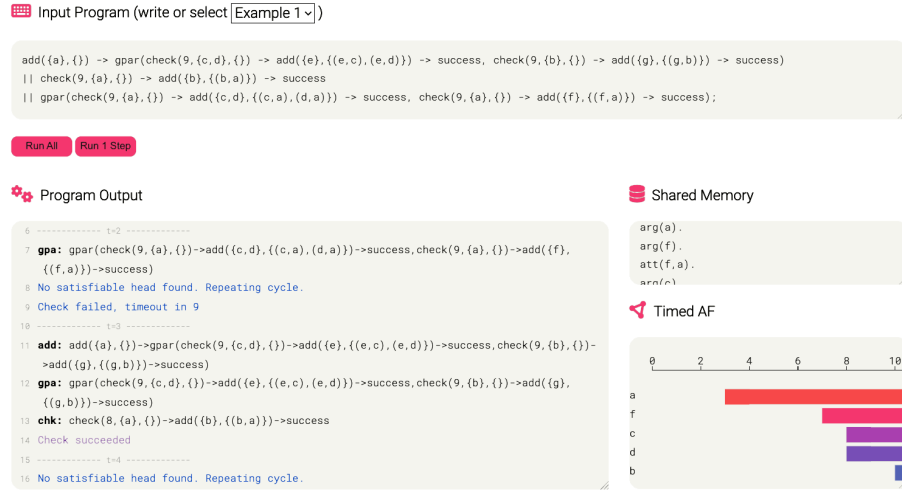 Input Program (write or select Example 1 )
add({a},{}) -> gpar(check(9,{c,d},{}) -> add({e},{(e,c),(e,d)}) -> success, check(9,{b},{}) -> add({g},{(g,b)}) -> success)
|| check(9,{a},{}) -> add({b},{(b,a)}) -> success
|| gpar(check(9,{a},{}) -> add({c,d},{(c,a),(d,a)}) -> success, check(9,{a},{}) -> add({f},{(f,a)}) -> success);
Run All Run 1 Step
Program Output
6 ------------- t=2 -------------
7 gpa: gpar(check(9,{a},{})->add({c,d},{(c,a),(d,a)})->success,check(9,{a},{})->add({f},
{(f,a)})->success)
8 No satisfiable head found. Repeating cycle.
9 Check failed, timeout in 9
10 ------------- t=3 -------------
11 add: add({a},{})->gpar(check(9,{c,d},{})->add({e},{(e,c),(e,d)})->success,check(9,{b},{})-
>add({g},{(g,b)})->success)
12 gpa: gpar(check(9,{c,d},{})->add({e},{(e,c),(e,d)})->success,check(9,{b},{})->add({g},
{(g,b)})->success)
13 chk: check(8,{a},{})->add({b},{(b,a)})->success
14 Check succeeded
15 ------------- t=4 -------------
16 No satisfiable head found. Repeating cycle.
Shared Memory
arg(a).
arg(f).
att(f,a).
arg(c).
Timed AF
0 2 4 6 8 10
a
f
c
d
b